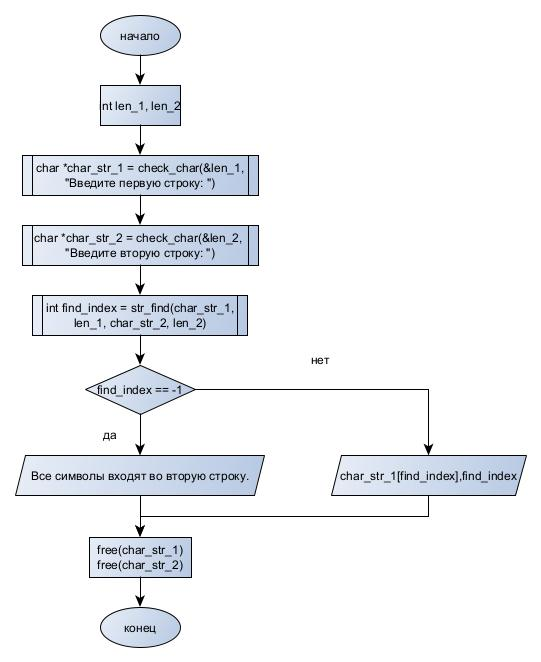 начало
int len_1, len_2
char *char_str_1 = check_char(&len_1,
"Введите первую строку: ")
char *char_str_2 = check_char(&len_2,
"Введите вторую строку: ")
int find_index = str_find(char_str_1,
len_1, char_str_2, len_2)
нет
find_index == -1
да
Все символы входят во вторую строку.
char_str_1[find_index],find_index
free(char_str_1)
free(char_str_2)
конец